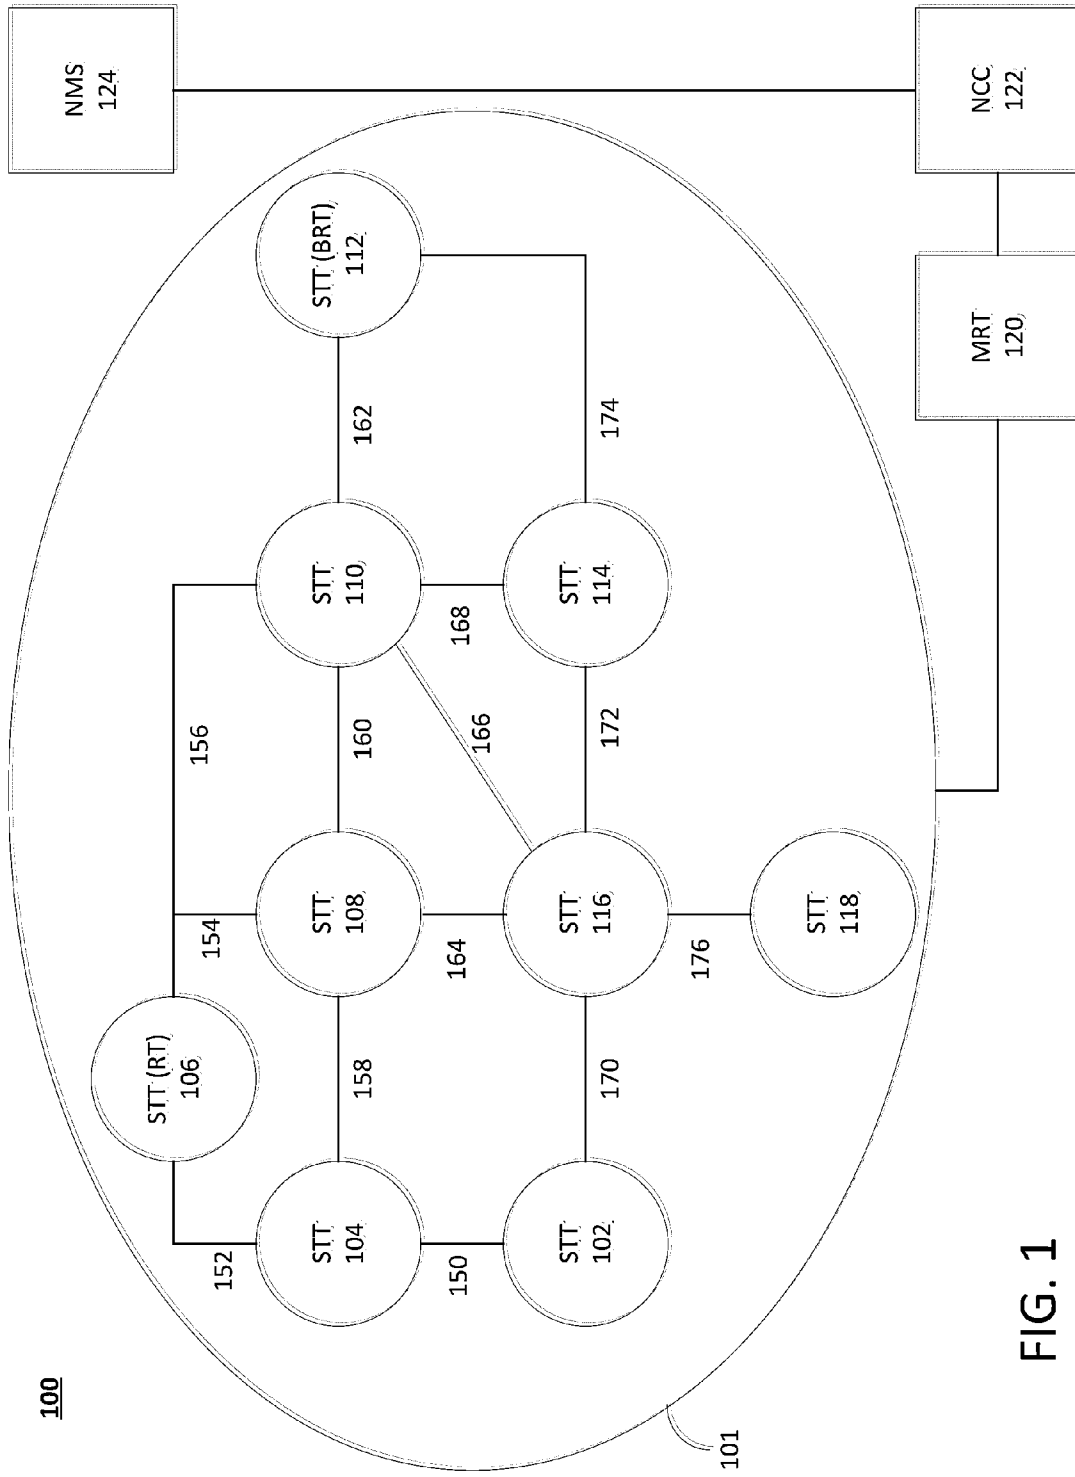 100
NMS
124
STT (RT)
106
156
154
152
STT
104
STT
108
STT
110
STT (BRT)
112
158
160
162
150
164
168
166
STT
102
STT
116
STT
114
170
172
174
176
101
STT
118
MRT
120
NCC
122
FIG. 1